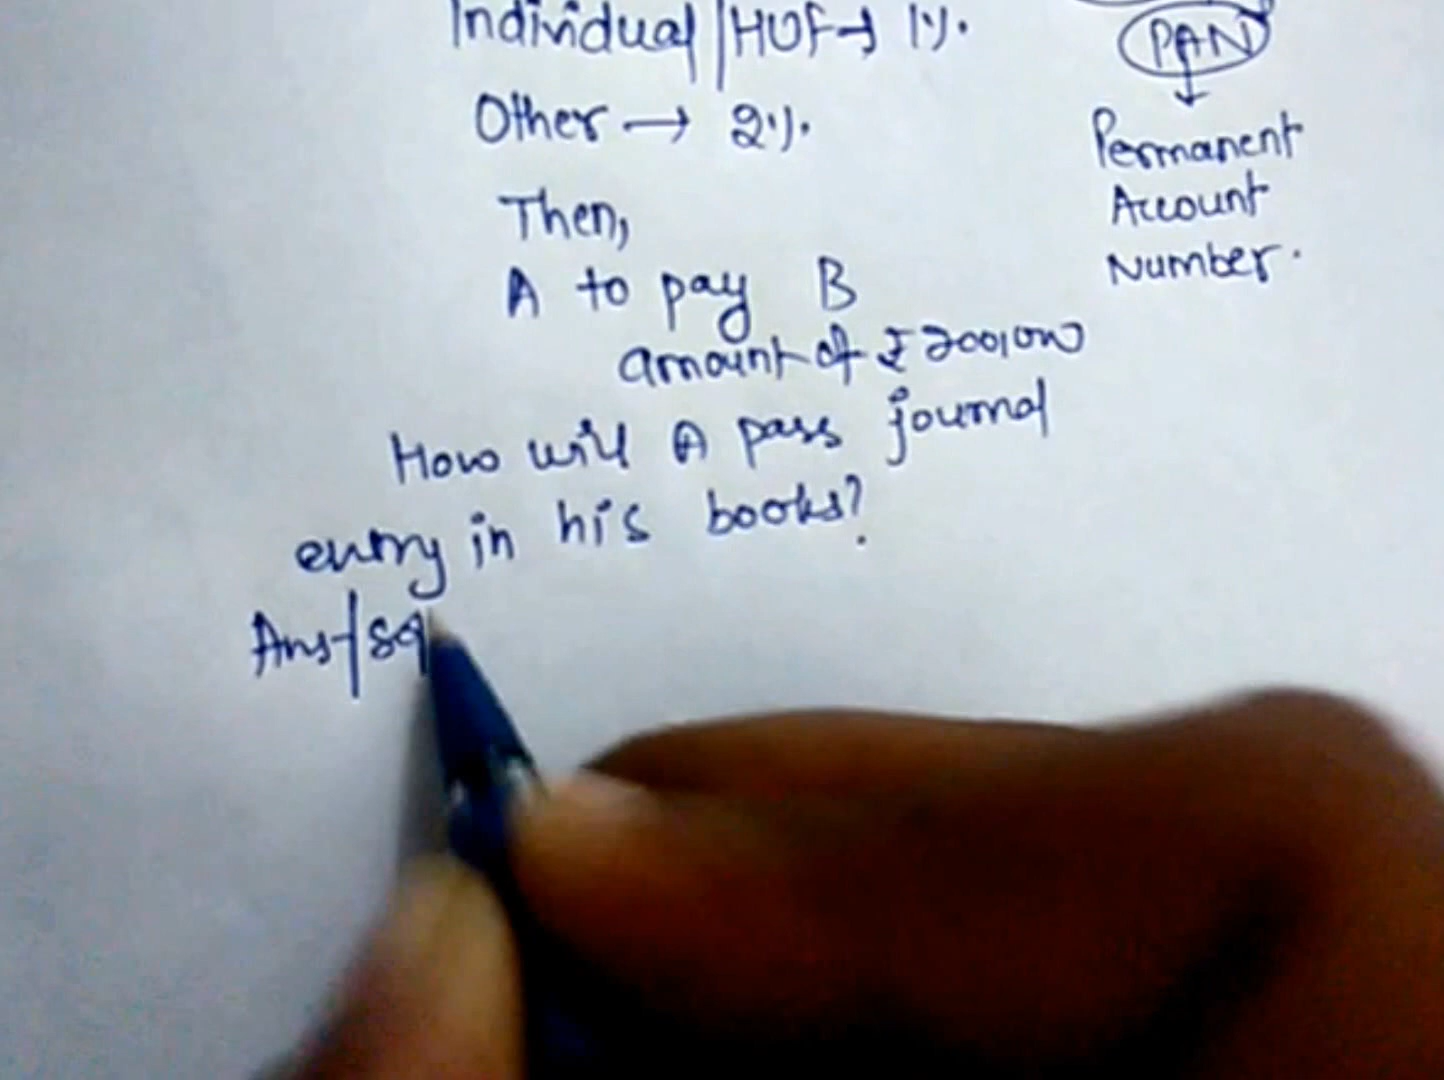 Individual/HUF → 1%.
Other → 2%.
PAN
Permanent
Account
Number.
Then,
A to pay B
amount of ₹ 200,000
How will A pass journal
entry in his books?
Ans/